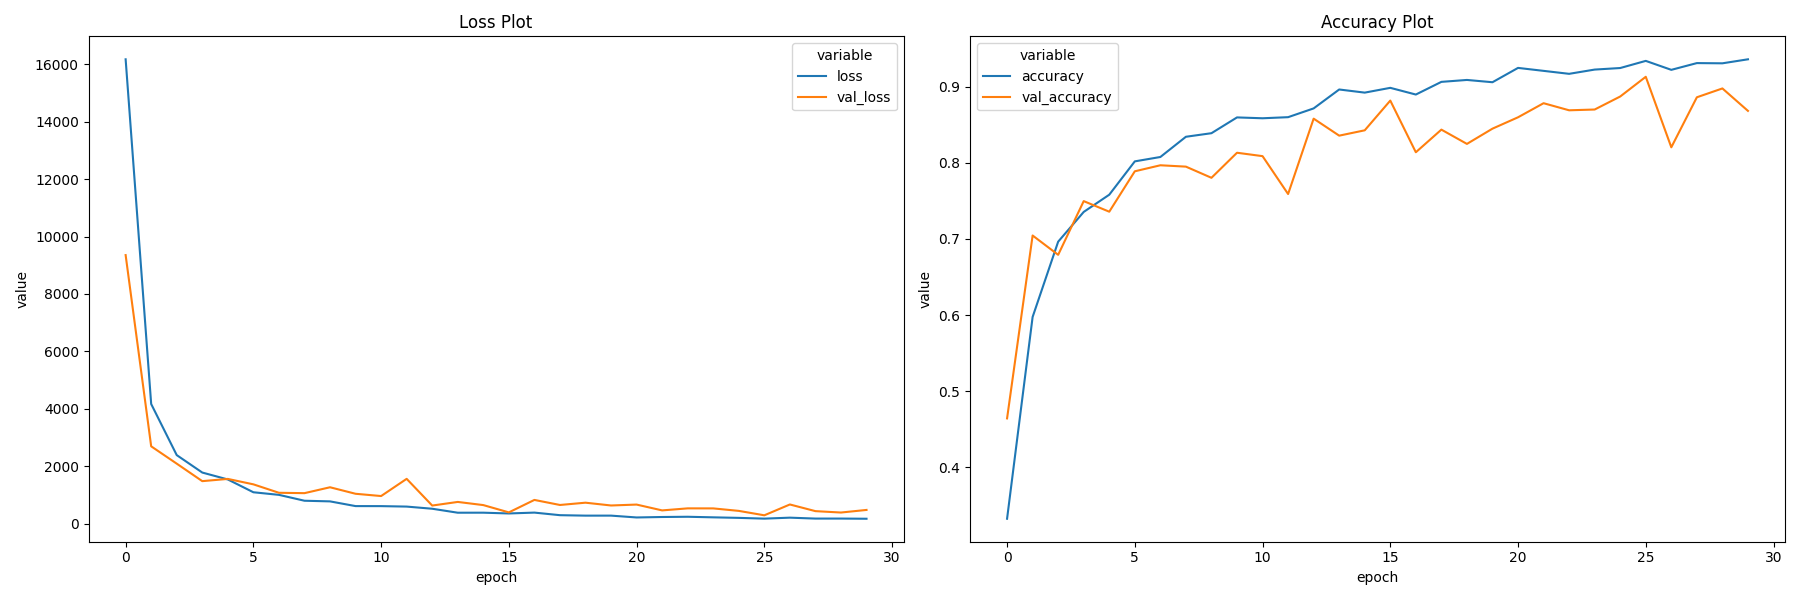 Loss Plot
variable
loss
val_loss
16000
14000
12000
10000
8000
6000
4000
2000
0
value
0 5 10 15 20 25 30
epoch
Accuracy Plot
variable
accuracy
val_accuracy
0.9
0.8
0.7
0.6
0.5
0.4
value
0 5 10 15 20 25 30
epoch